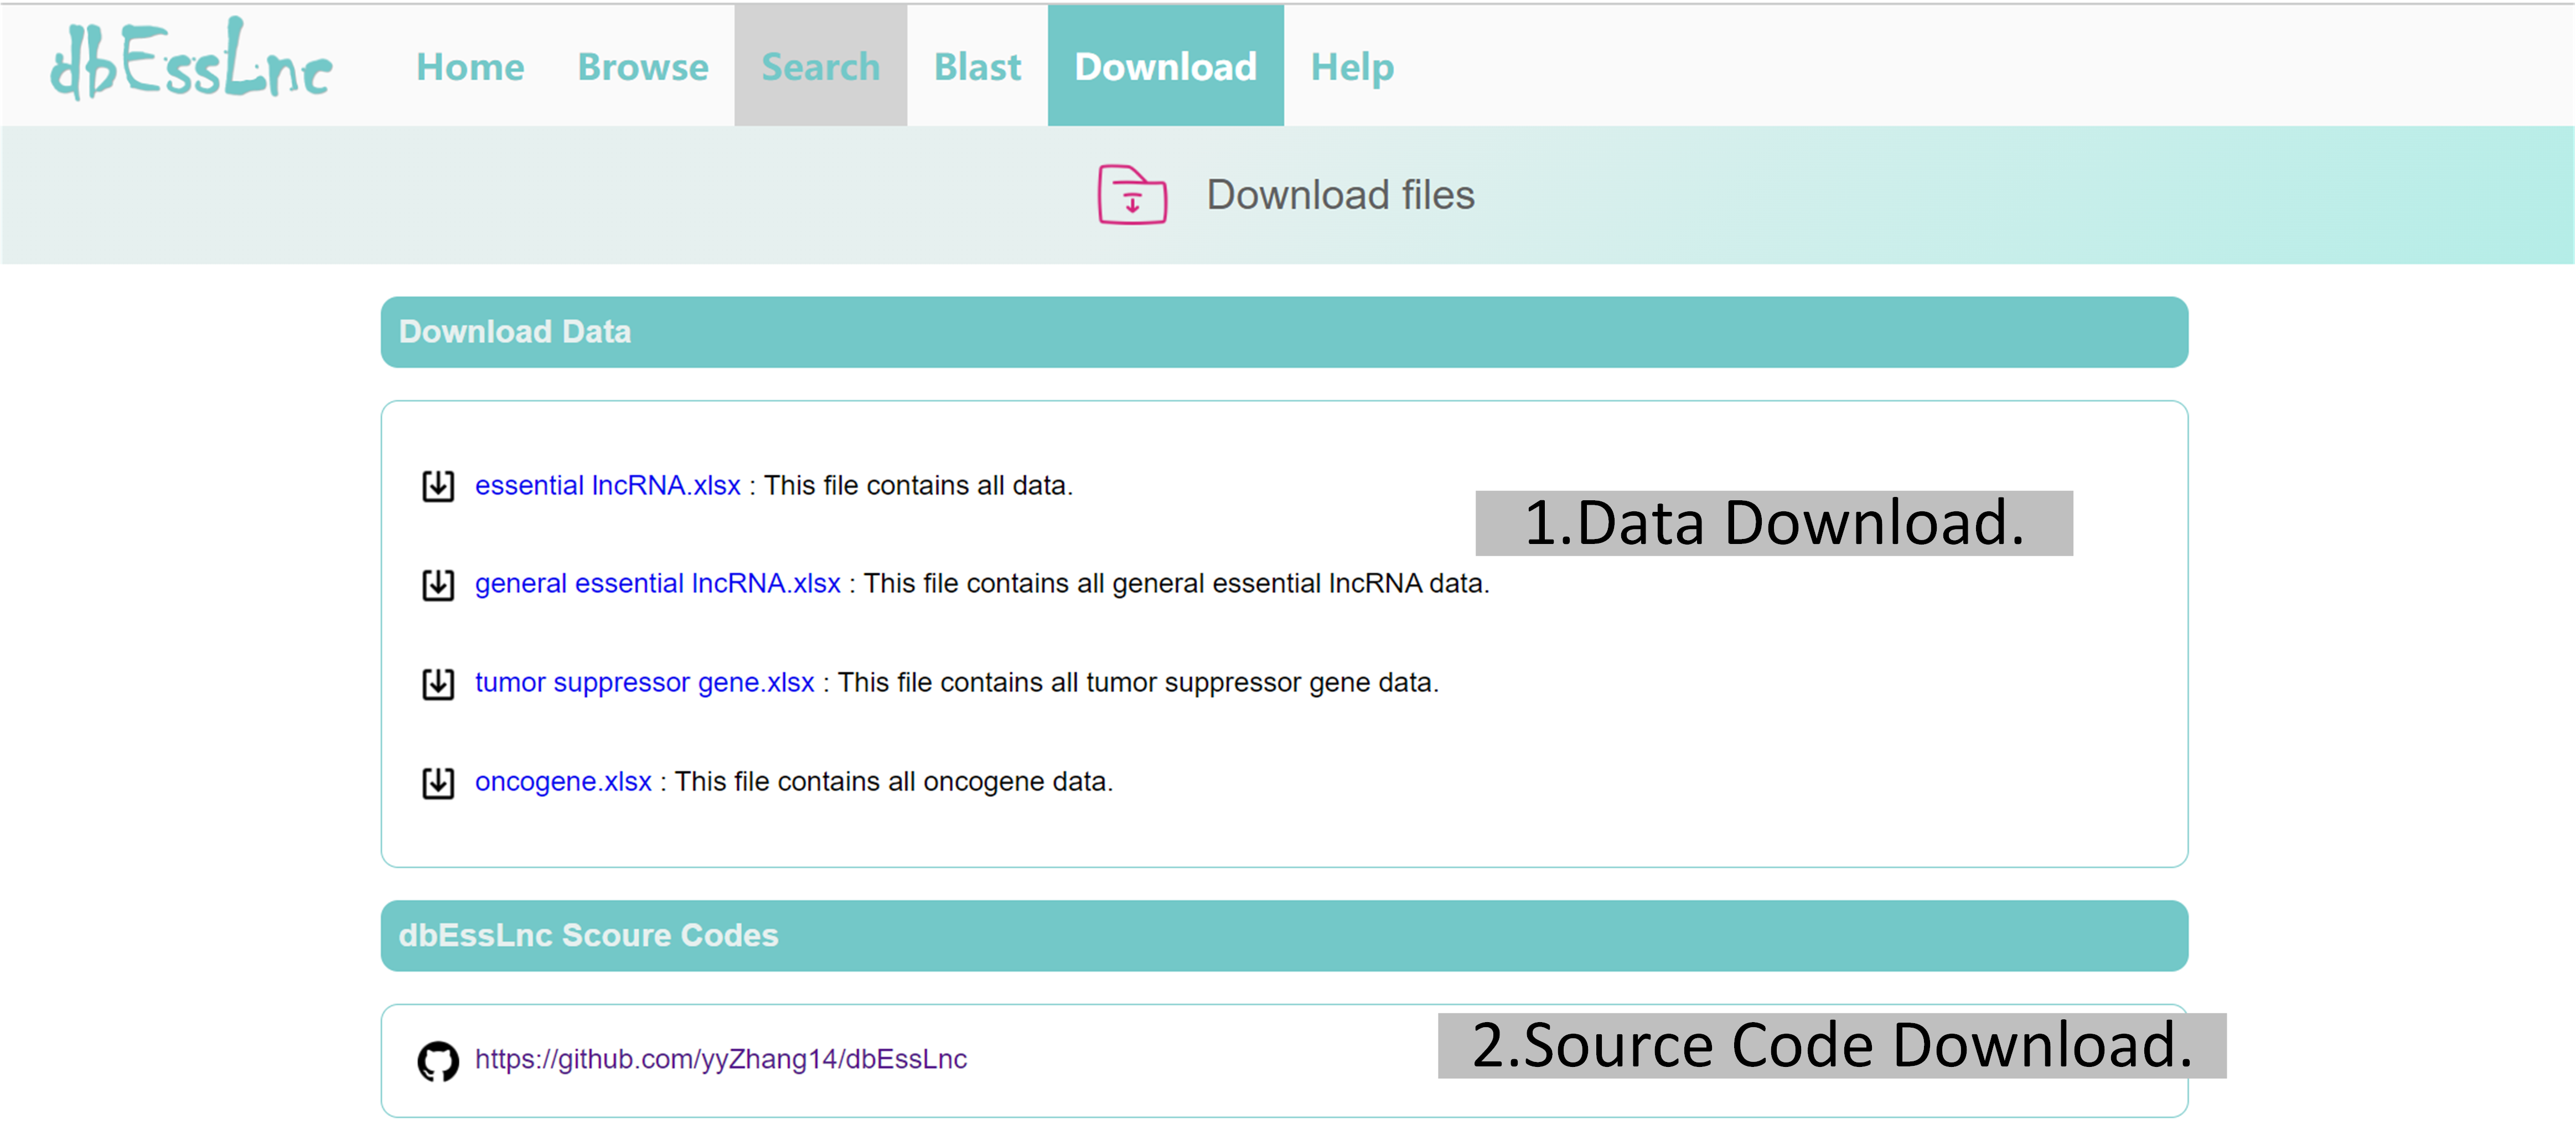 dbEssLnc Home Browse Search Blast Download Help
Download files
Download Data
essential lncRNA.xlsx : This file contains all data.
1.Data Download.
general essential lncRNA.xlsx : This file contains all general essential lncRNA data.
tumor suppressor gene.xlsx : This file contains all tumor suppressor gene data.
oncogene.xlsx : This file contains all oncogene data.
dbEssLnc Scoure Codes
https://github.com/yyZhang14/dbEssLnc
2.Source Code Download.